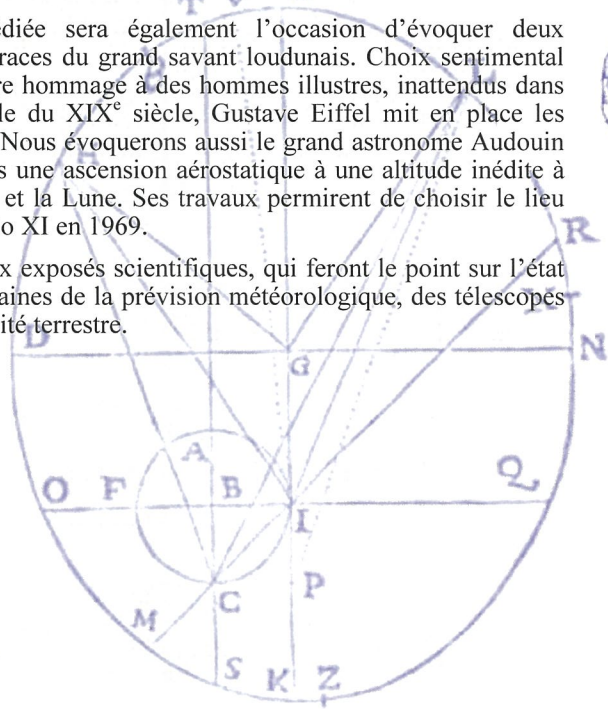 diée sera également l'occasion d'évoquer deux
races du grand savant loudunais. Choix sentimental
re hommage à des hommes illustres, inattendus dans
le du XIXe siècle, Gustave Eiffel mit en place les
Nous évoquerons aussi le grand astronome Audouin
s une ascension aérostatique à une altitude inédite à
et la Lune. Ses travaux permirent de choisir le lieu
o XI en 1969.
x exposés scientifiques, qui feront le point sur l'état
aines de la prévision météorologique, des télescopes
ité terrestre.
R
X
D G N
A
O F B Q
I
P
C
M
S K Z